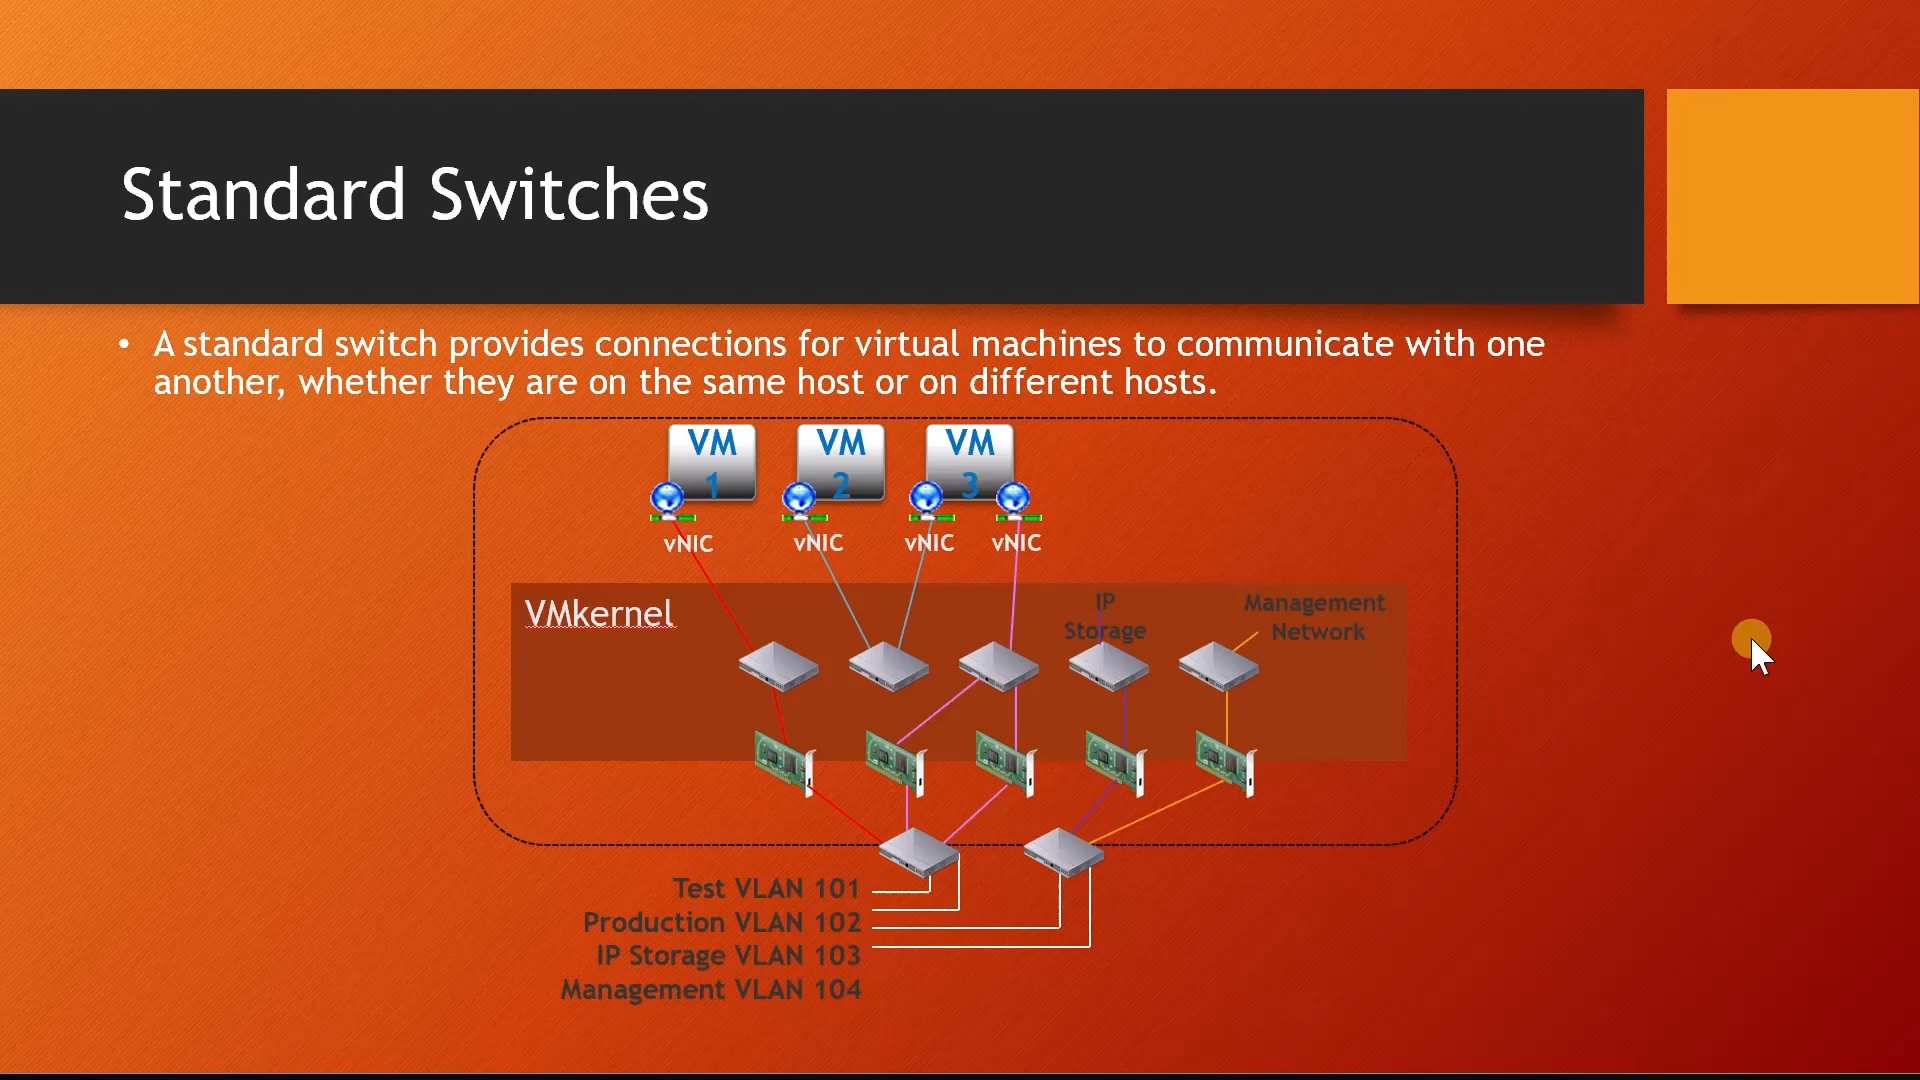 Standard Switches
• A standard switch provides connections for virtual machines to communicate with one
another, whether they are on the same host or on different hosts.
VM
1
VM
2
VM
3
vNIC
vNIC
vNIC
vNIC
VMkernel
IP
Storage
Management
Network
Test VLAN 101
Production VLAN 102
IP Storage VLAN 103
Management VLAN 104